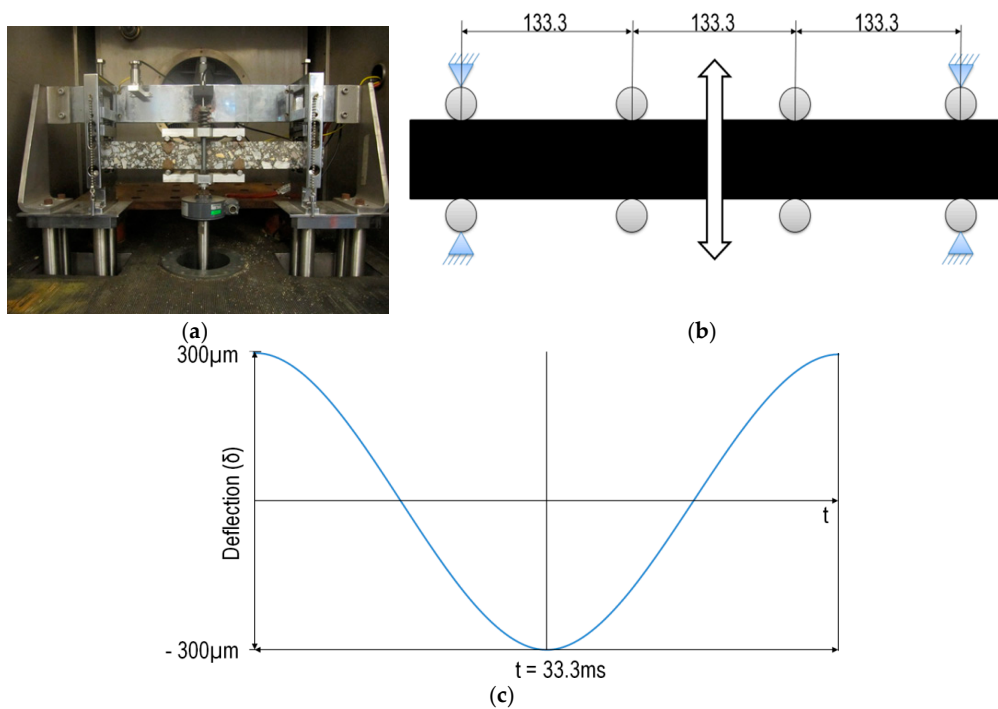 133.3 133.3 133.3
(a) (b)
300μm
Deflection (δ)
t
- 300μm
t = 33.3ms
(c)